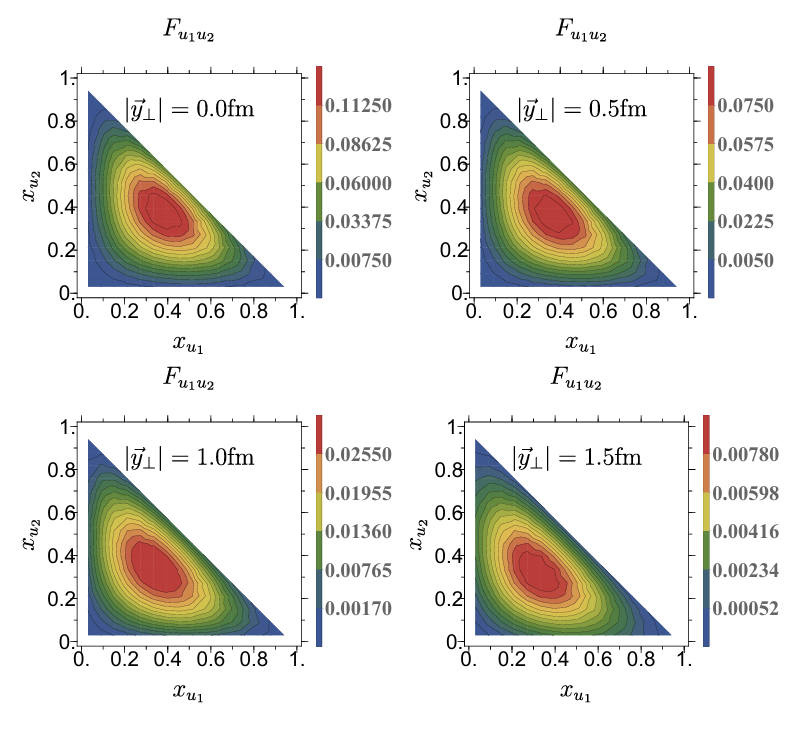 F_{u_1u_2}
|\vec{y}_⊥| = 0.0fm
x_{u_2}
1.
0.8
0.6
0.4
0.2
0.
0. 0.2 0.4 0.6 0.8 1.
x_{u_1}
0.11250
0.08625
0.06000
0.03375
0.00750
F_{u_1u_2}
|\vec{y}_⊥| = 0.5fm
x_{u_2}
1.
0.8
0.6
0.4
0.2
0.
0. 0.2 0.4 0.6 0.8 1.
x_{u_1}
0.0750
0.0575
0.0400
0.0225
0.0050
F_{u_1u_2}
|\vec{y}_⊥| = 1.0fm
x_{u_2}
1.
0.8
0.6
0.4
0.2
0.
0. 0.2 0.4 0.6 0.8 1.
x_{u_1}
0.02550
0.01955
0.01360
0.00765
0.00170
F_{u_1u_2}
|\vec{y}_⊥| = 1.5fm
x_{u_2}
1.
0.8
0.6
0.4
0.2
0.
0. 0.2 0.4 0.6 0.8 1.
x_{u_1}
0.00780
0.00598
0.00416
0.00234
0.00052